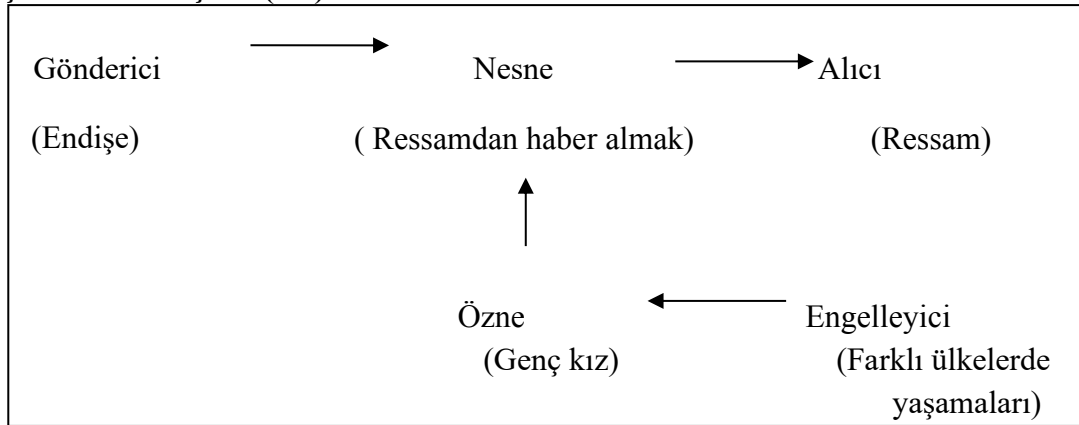 Gönderici Nesne Alıcı
(Endişe) ( Ressamdan haber almak) (Ressam)
Özne Engelleyici
(Genç kız) (Farklı ülkelerde
yaşamaları)